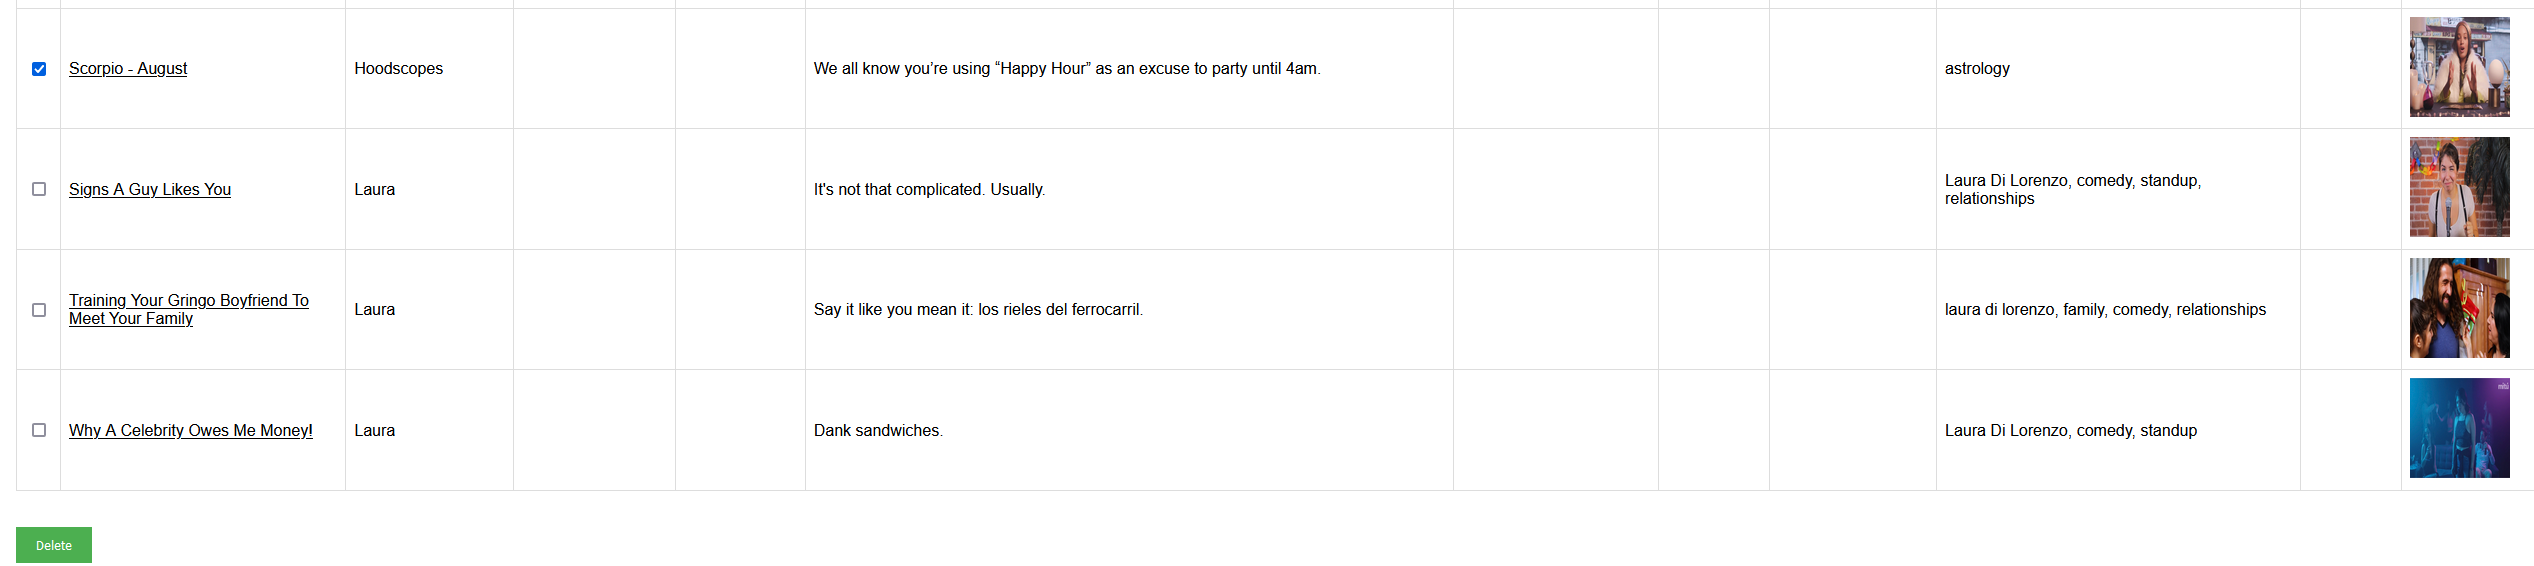 Scorpio - August
Hoodscopes
We all know you’re using “Happy Hour” as an excuse to party until 4am.
astrology
Signs A Guy Likes You
Laura
It's not that complicated. Usually.
Laura Di Lorenzo, comedy, standup,
relationships
Training Your Gringo Boyfriend To
Meet Your Family
Laura
Say it like you mean it: los rieles del ferrocarril.
laura di lorenzo, family, comedy, relationships
Why A Celebrity Owes Me Money!
Laura
Dank sandwiches.
Laura Di Lorenzo, comedy, standup
mitú
Delete